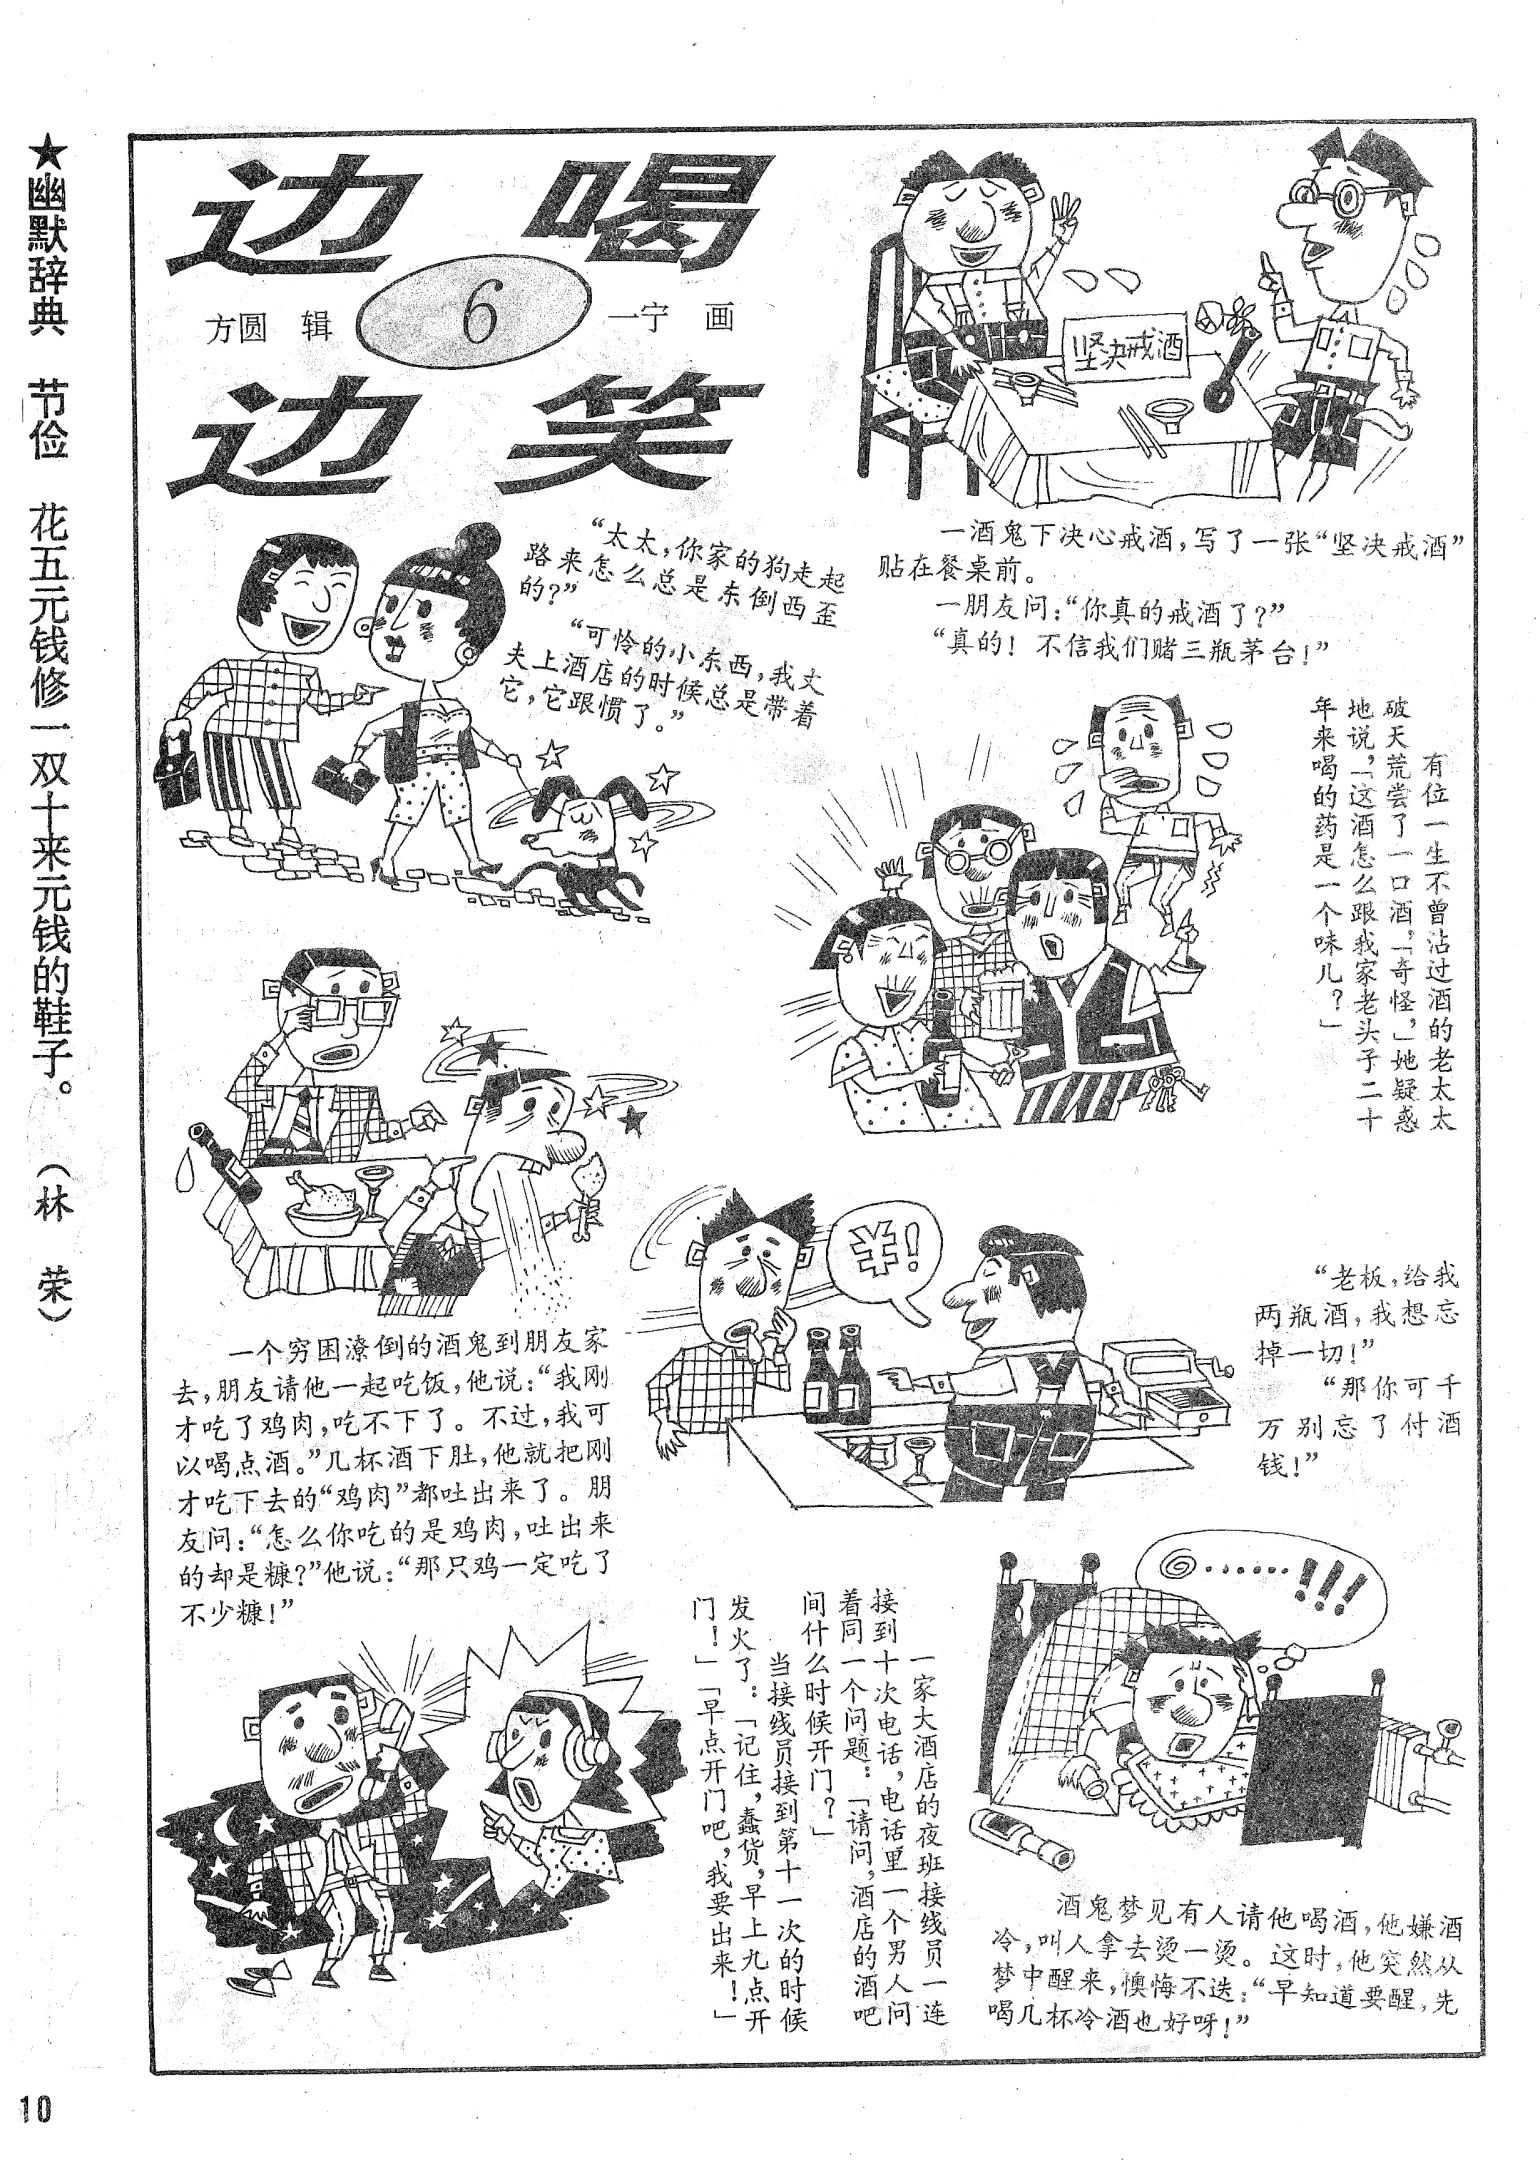 ★幽默辞典 节俭 花五元钱修一双十来元钱的鞋子。（林 荣）
边喝
方圆 辑 6 一宁 画
边笑
坚决戒酒
一酒鬼下决心戒酒，写了一张“坚决戒酒”
贴在餐桌前。
一朋友问：“你真的戒酒了？”
“真的！不信我们赌三瓶茅台！”
“太太，你家的狗走起
路来怎么总是东倒西歪
的？”
“可怜的小东西，我丈
夫上酒店的时候总是带着
它，它跟惯了。”
有位一生不曾沾过酒的老太太
破天荒尝了一口酒，「奇怪，」她疑惑
地说，「这酒怎么跟我家老头子二十
年来喝的药是一个味儿？」
一个穷困潦倒的酒鬼到朋友家
去，朋友请他一起吃饭，他说：“我刚
才吃了鸡肉，吃不下了。不过，我可
以喝点酒。”几杯酒下肚，他就把刚
才吃下去的“鸡肉”都吐出来了。朋
友问：“怎么你吃的是鸡肉，吐出来
的却是糠？”他说：“那只鸡一定吃了
不少糠！”
¥！
“老板，给我
两瓶酒，我想忘
掉一切！”
“那你可千
万别忘了付酒
钱！”
一家大酒店的夜班接线员一连
接到十次电话，电话里一个男人问
着同一个问题：「请问，酒店的酒吧
间什么时候开门？」
当接线员接到第十一次的时候
发火了：「记住，蠢货，早上九点开
门！」「早点开门吧，我要出来！」
……！！！
酒鬼梦见有人请他喝酒，他嫌酒
冷，叫人拿去烫一烫。这时，他突然从
梦中醒来，懊悔不迭：“早知道要醒，先
喝几杯冷酒也好呀！”
10